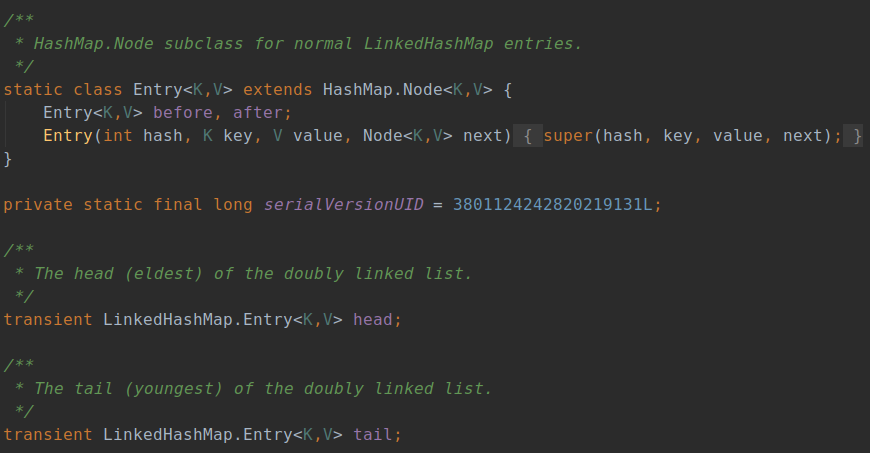 /**
 * HashMap.Node subclass for normal LinkedHashMap entries.
 */
static class Entry<K,V> extends HashMap.Node<K,V> {
    Entry<K,V> before, after;
    Entry(int hash, K key, V value, Node<K,V> next) { super(hash, key, value, next); }
}
private static final long serialVersionUID = 3801124242820219131L;
/**
 * The head (eldest) of the doubly linked list.
 */
transient LinkedHashMap.Entry<K,V> head;
/**
 * The tail (youngest) of the doubly linked list.
 */
transient LinkedHashMap.Entry<K,V> tail;